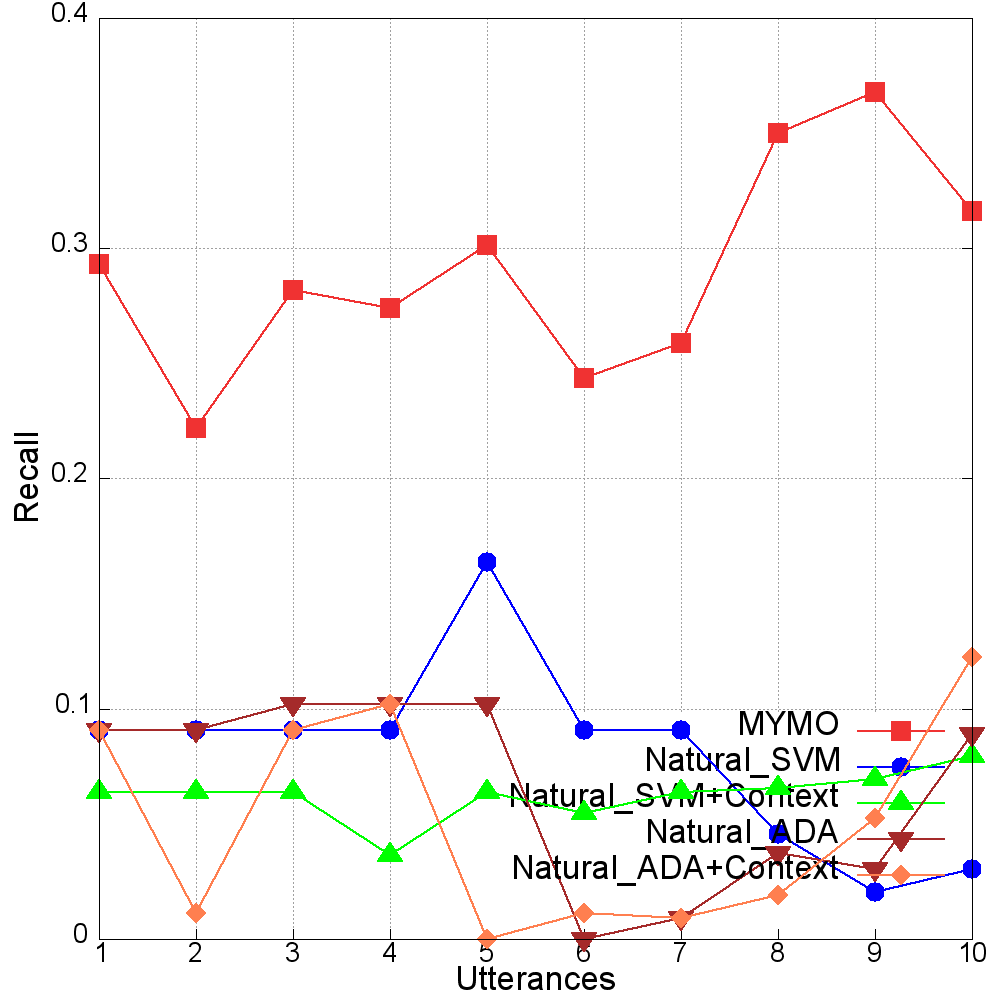 0.4
0.3
0.2
0.1
0
Recall
MYMO
Natural_SVM
Natural_SVM+Context
Natural_ADA
Natural_ADA+Context
1 2 3 4 5 6 7 8 9 10
Utterances